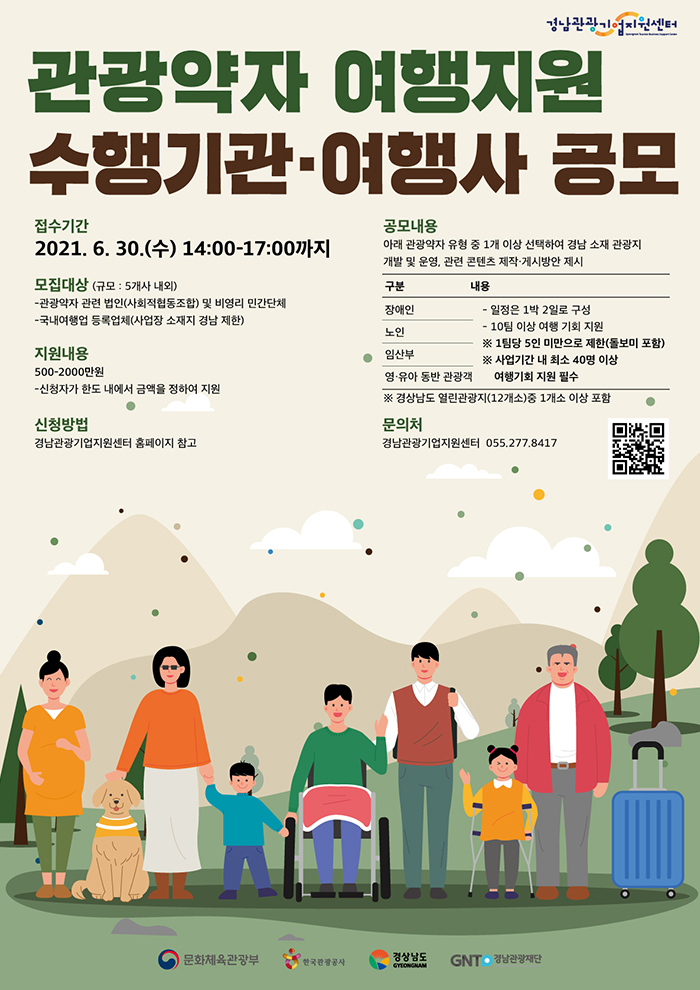 경남관광기업지원센터
관광약자 여행지원
수행기관·여행사 공모
접수기간
2021. 6. 30.(수) 14:00-17:00까지
모집대상 (규모 : 5개사 내외)
-관광약자 관련 법인(사회적협동조합) 및 비영리 민간단체
-국내여행업 등록업체(사업장 소재지 경남 제한)
지원내용
500-2000만원
-신청자가 한도 내에서 금액을 정하여 지원
신청방법
경남관광기업지원센터 홈페이지 참고
공모내용
아래 관광약자 유형 중 1개 이상 선택하여 경남 소재 관광지
개발 및 운영, 관련 콘텐츠 제작·게시방안 제시
구분 내용
장애인
노인
임산부
영·유아 동반 관광객
- 일정은 1박 2일로 구성
- 10팀 이상 여행 기회 지원
※ 1팀당 5인 미만으로 제한(돌보미 포함)
※ 사업기간 내 최소 40명 이상
여행기회 지원 필수
※ 경상남도 열린관광지(12개소)중 1개소 이상 포함
문의처
경남관광기업지원센터 055.277.8417
문화체육관광부
한국관광공사
경상남도
GYEONGNAM
GNTO 경남관광재단